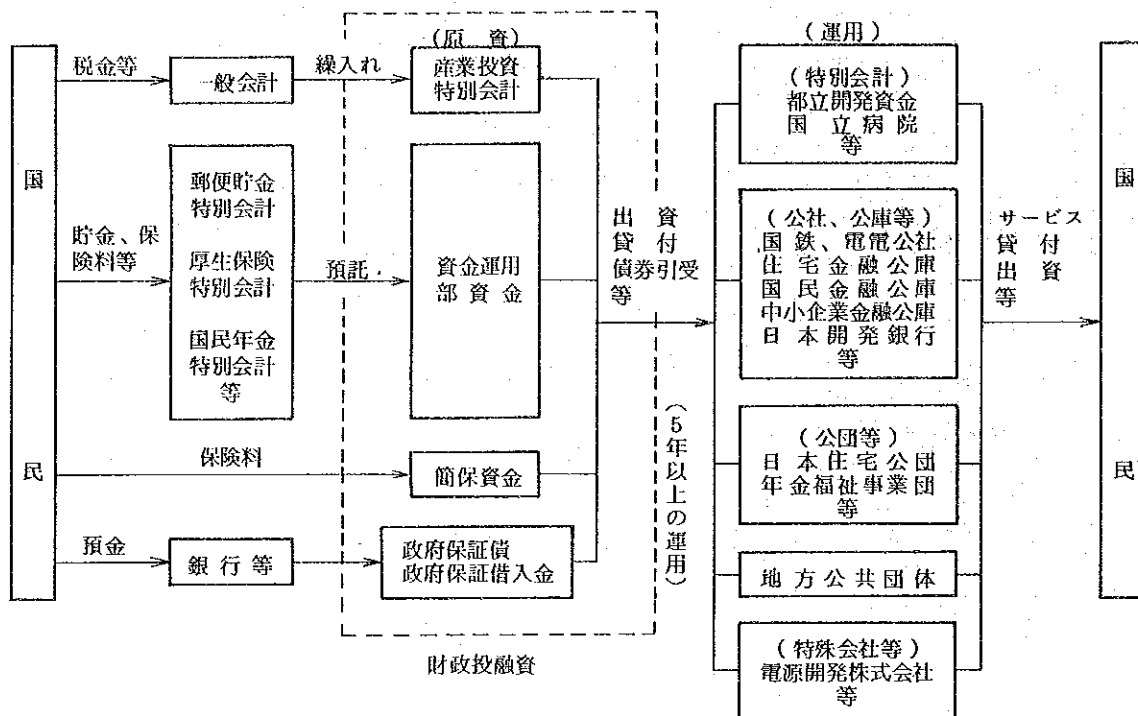 国
民
税金等
一般会計
繰入れ
(原資)
産業投資
特別会計
貯金、保
険料等
郵便貯金
特別会計
厚生保険
特別会計
国民年金
特別会計
等
預託
資金運用
部資金
保険料
簡保資金
預金
銀行等
政府保証債
政府保証借入金
財政投融資
出資
貸付
債券引受
等
(5年以上の運用)
(運用)
(特別会計)
都立開発資金
国立病院
等
(公社、公庫等)
国鉄、電電公社
住宅金融公庫
国民金融公庫
中小企業金融公庫
日本開発銀行
等
(公団等)
日本住宅公団
年金福祉事業団
等
地方公共団体
(特殊会社等)
電源開発株式会社
等
サービス
貸付
出資
等
国
民